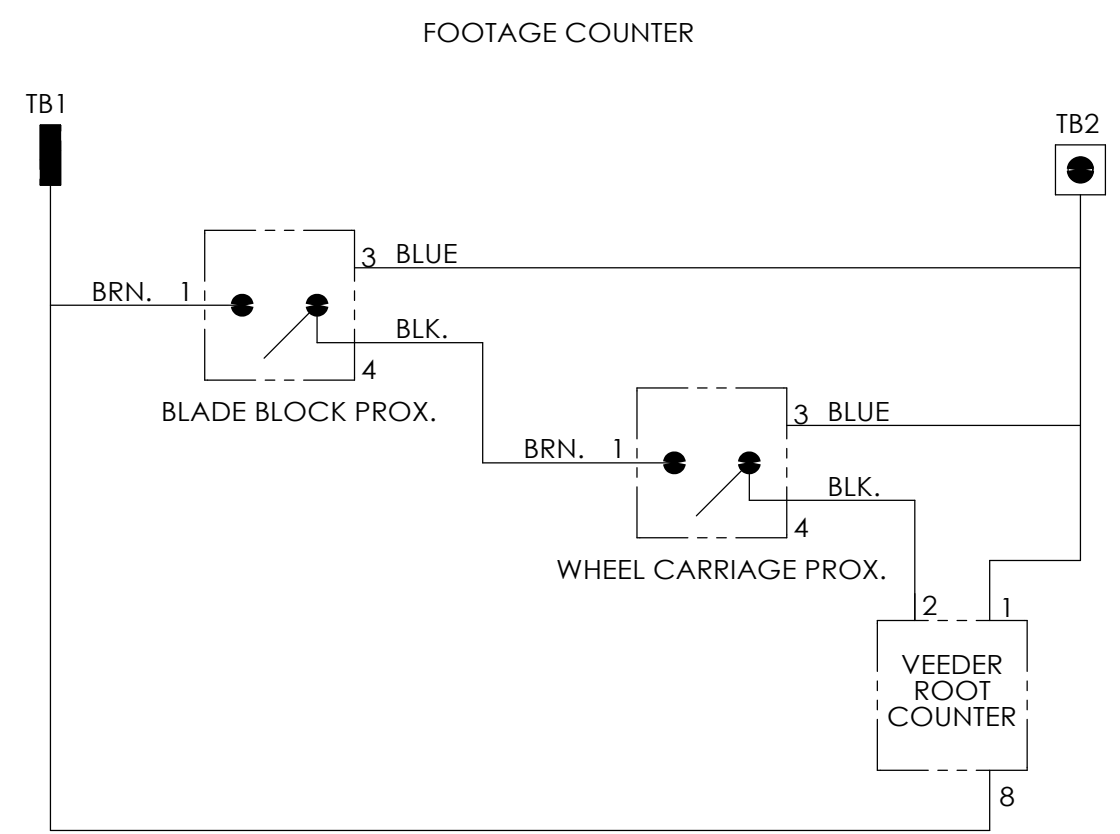 FOOTAGE COUNTER
TB1
TB2
3 BLUE
BRN. 1
BLK.
4
BLADE BLOCK PROX.
3 BLUE
BRN. 1
BLK.
4
WHEEL CARRIAGE PROX.
2 1
VEEDER
ROOT
COUNTER
8